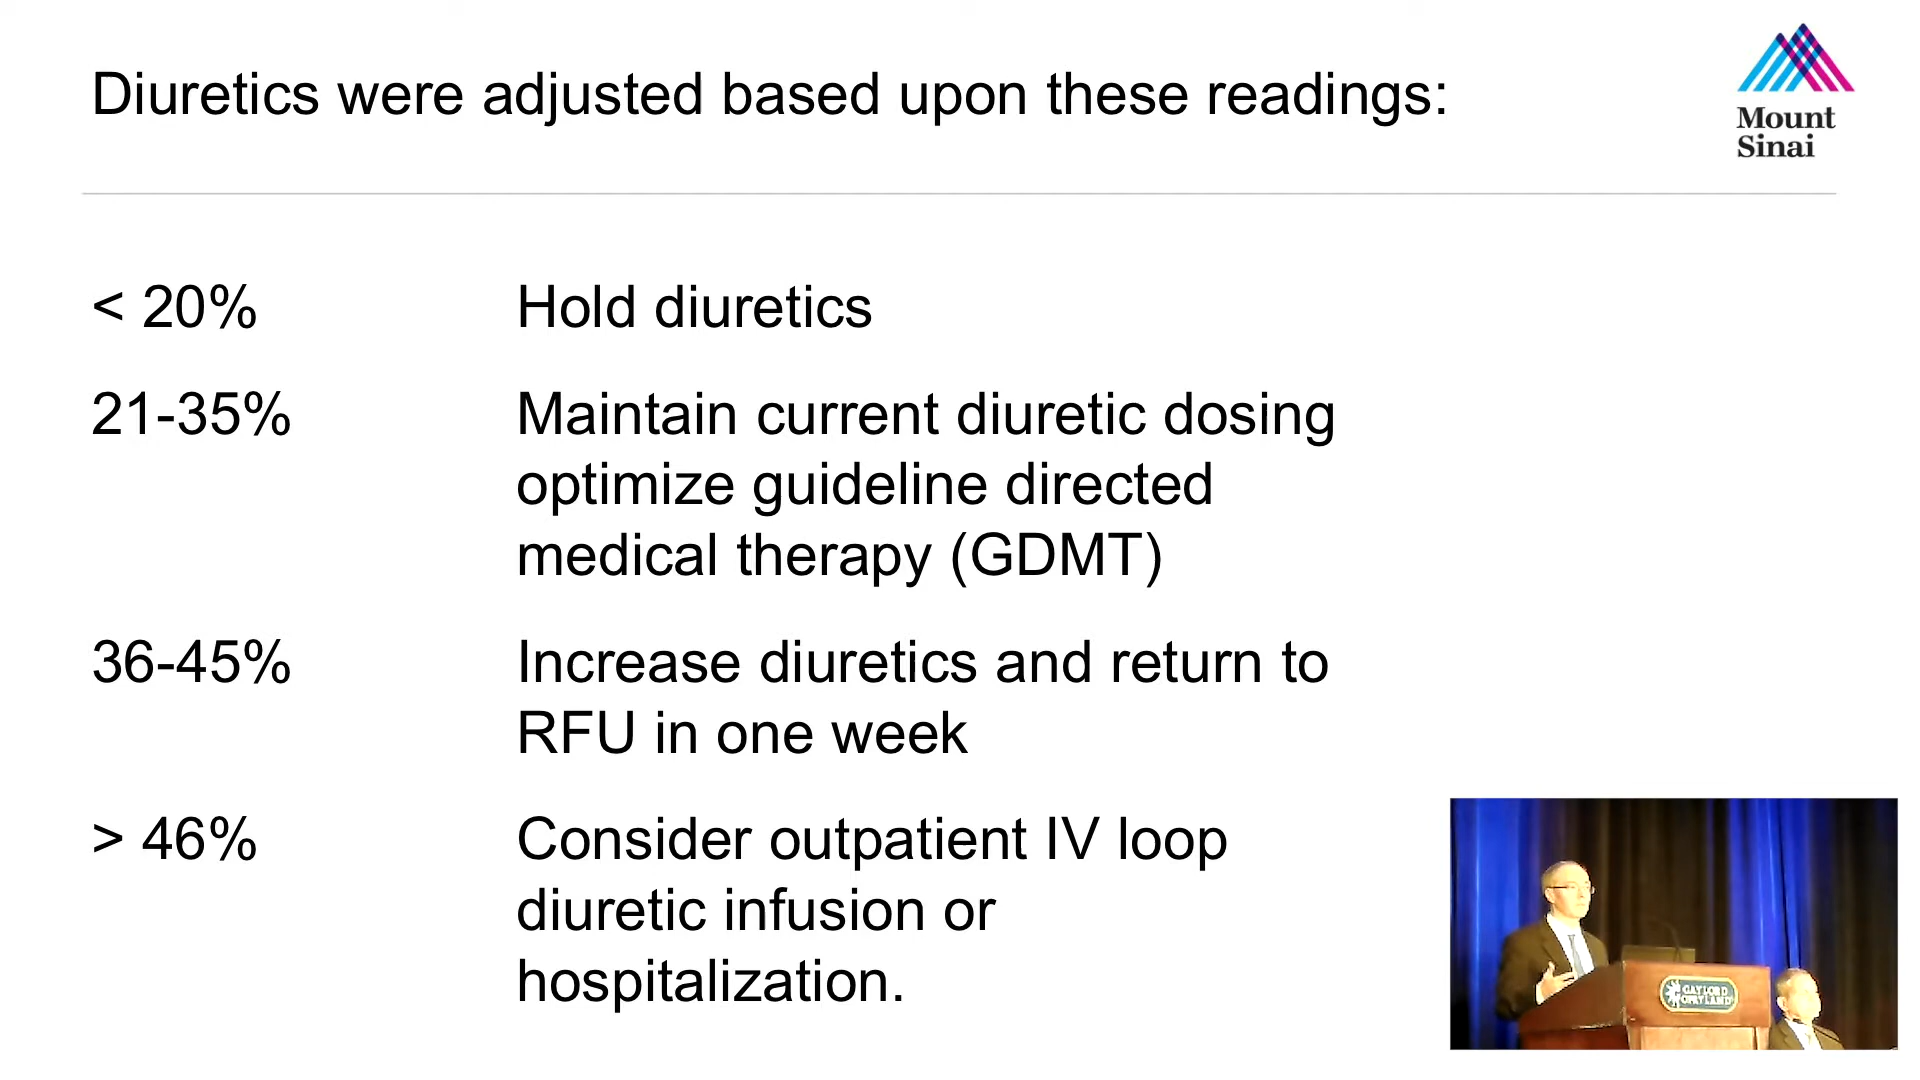 Diuretics were adjusted based upon these readings:
Mount
Sinai
< 20% Hold diuretics
21-35% Maintain current diuretic dosing
optimize guideline directed
medical therapy (GDMT)
36-45% Increase diuretics and return to
RFU in one week
> 46% Consider outpatient IV loop
diuretic infusion or
hospitalization.
GAYLORD
OPRYLAND